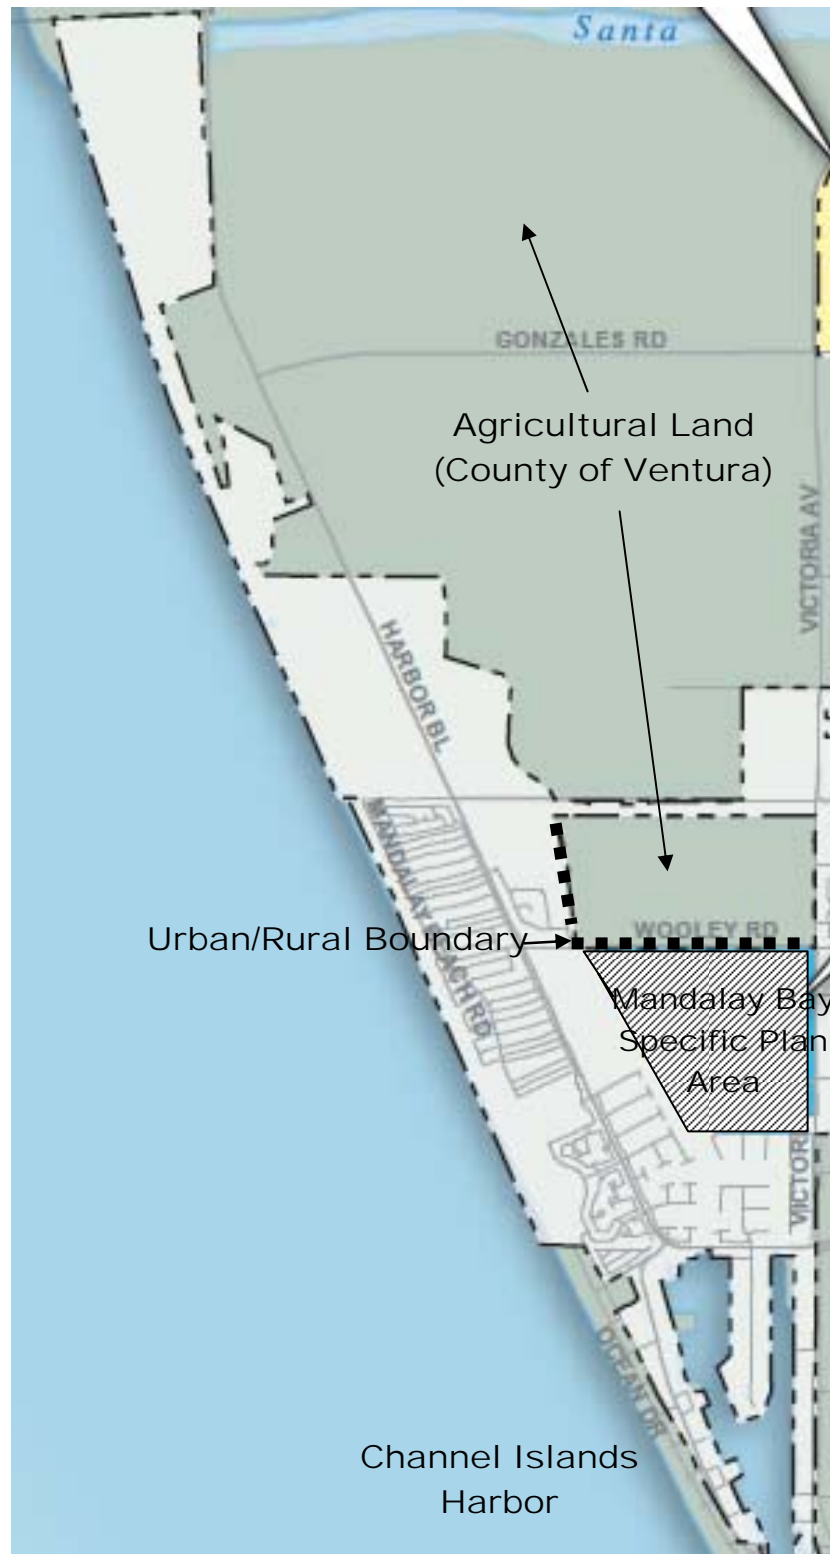 Santa
GONZALES RD
Agricultural Land
(County of Ventura)
VICTORIA AV
HARBOR BL
MANDALAY BEACH RD
WOOLEY RD
Urban/Rural Boundary
Mandalay Bay
Specific Plan
Area
VICTORI
OCEAN DR
Channel Islands
Harbor